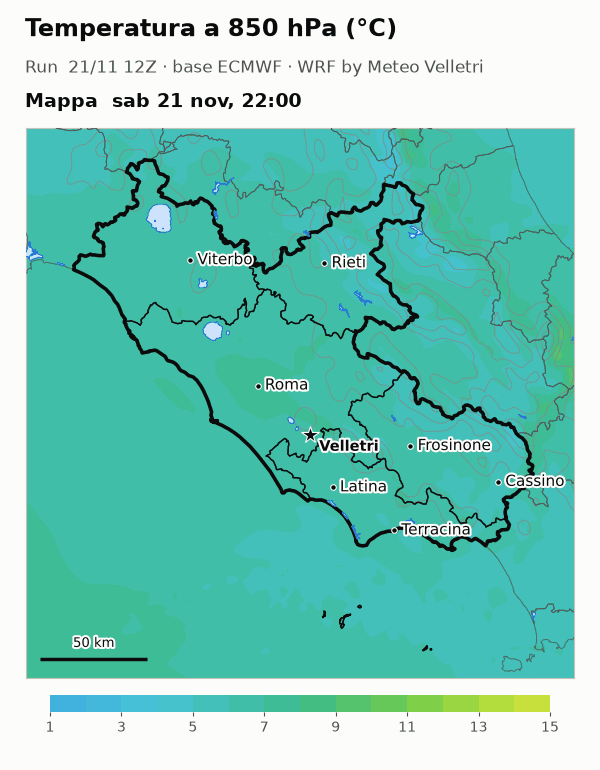 Temperatura a 850 hPa (°C)
Run  21/11 12Z · base ECMWF · WRF by Meteo Velletri
Mappa  sab 21 nov, 22:00
Viterbo
Rieti
Roma
Velletri
Frosinone
Latina
Cassino
Terracina
50 km
1 3 5 7 9 11 13 15